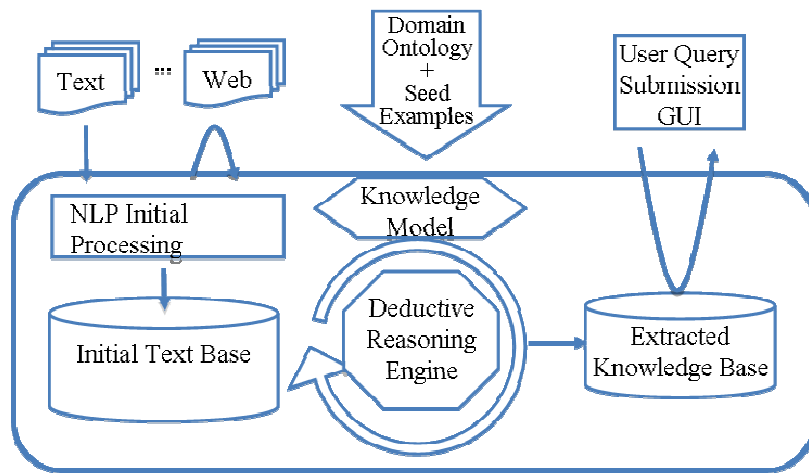 Text
...
Web
Domain
Ontology
+
Seed
Examples
User Query
Submission
GUI
NLP Initial
Processing
Knowledge
Model
Initial Text Base
Deductive
Reasoning
Engine
Extracted
Knowledge Base